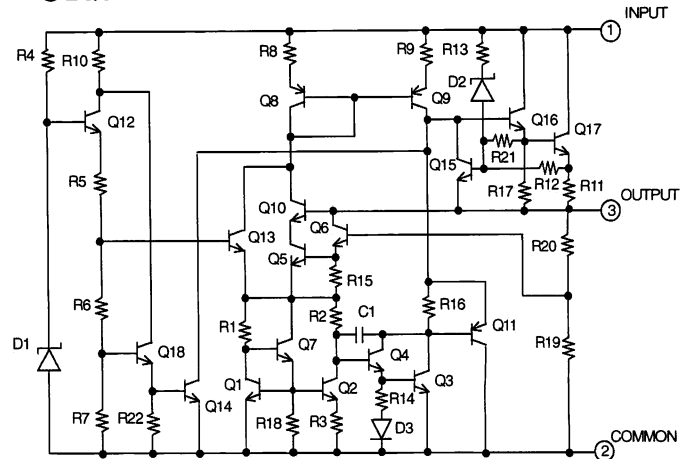 INPUT
1
R4
R10
R8
R9
R13
D2
Q8
Q9
Q16
Q17
Q12
R21
Q15
R12
R11
R17
R5
OUTPUT
3
Q10
Q6
Q13
Q5
R20
R15
R6
R1
R2
C1
R16
Q11
D1
Q18
Q7
Q4
R19
Q1
Q2
Q3
Q14
R14
R7
R22
R18
R3
D3
COMMON
2